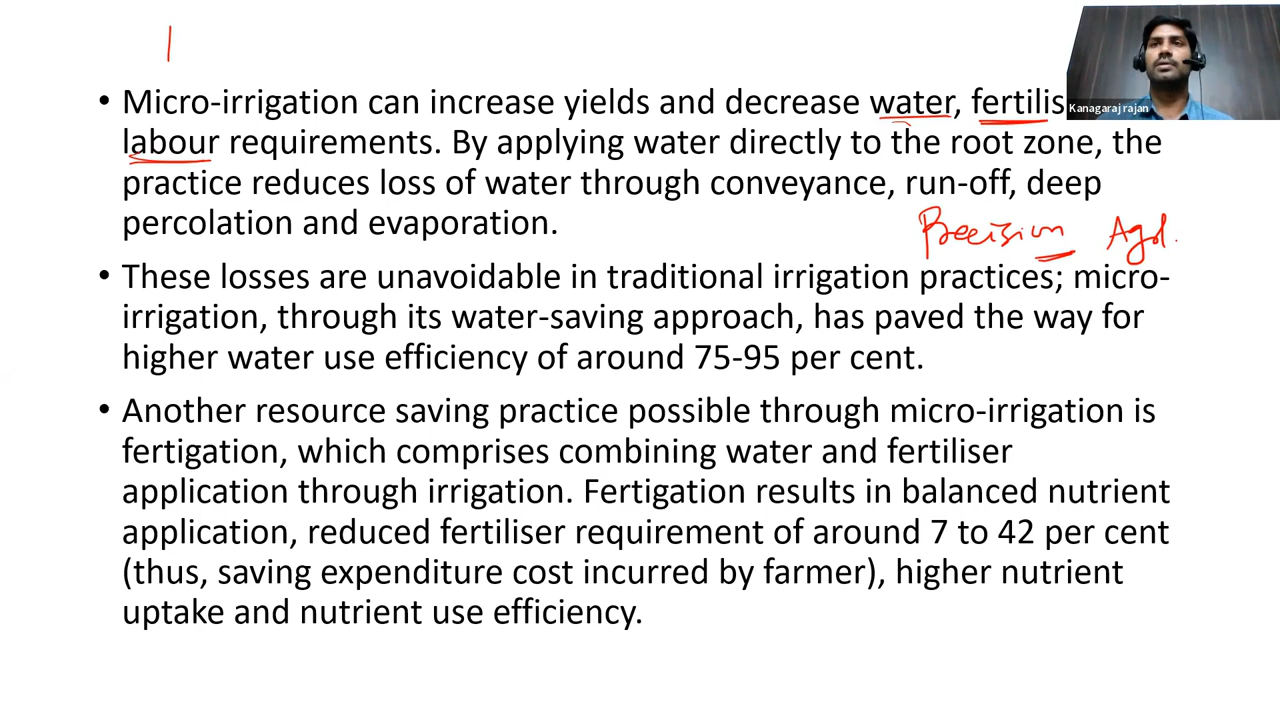 • Micro-irrigation can increase yields and decrease water, fertilis
labour requirements. By applying water directly to the root zone, the
practice reduces loss of water through conveyance, run-off, deep
percolation and evaporation.
Precision Agri.
• These losses are unavoidable in traditional irrigation practices; micro-
irrigation, through its water-saving approach, has paved the way for
higher water use efficiency of around 75-95 per cent.
• Another resource saving practice possible through micro-irrigation is
fertigation, which comprises combining water and fertiliser
application through irrigation. Fertigation results in balanced nutrient
application, reduced fertiliser requirement of around 7 to 42 per cent
(thus, saving expenditure cost incurred by farmer), higher nutrient
uptake and nutrient use efficiency.
Kanagaraj rajan